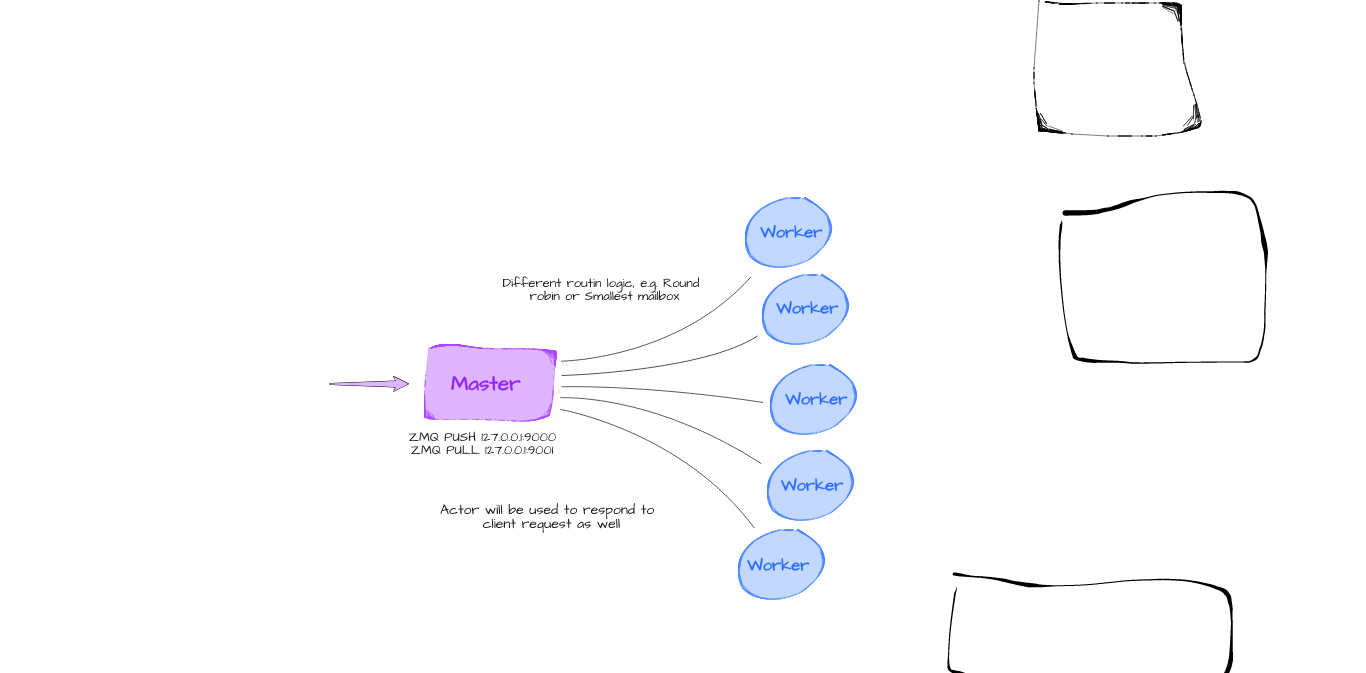 Worker
Worker
Different routin logic, e.g. Round
robin or Smallest mailbox
Master
Worker
ZMQ PUSH 127.0.0.1:9000
ZMQ PULL 127.0.0.1:9001
Worker
Actor will be used to respond to
client request as well
Worker